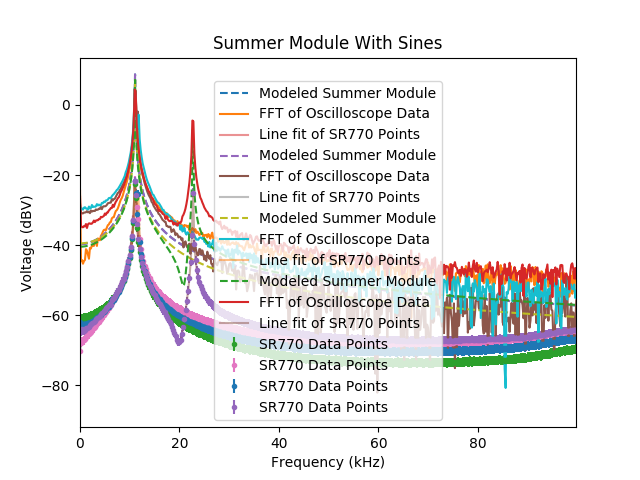 Summer Module With Sines
Modeled Summer Module
FFT of Oscilloscope Data
Line fit of SR770 Points
Modeled Summer Module
FFT of Oscilloscope Data
Line fit of SR770 Points
Modeled Summer Module
FFT of Oscilloscope Data
Line fit of SR770 Points
Modeled Summer Module
FFT of Oscilloscope Data
Line fit of SR770 Points
SR770 Data Points
SR770 Data Points
SR770 Data Points
SR770 Data Points
Voltage (dBV)
0
−20
−40
−60
−80
0 20 40 60 80
Frequency (kHz)